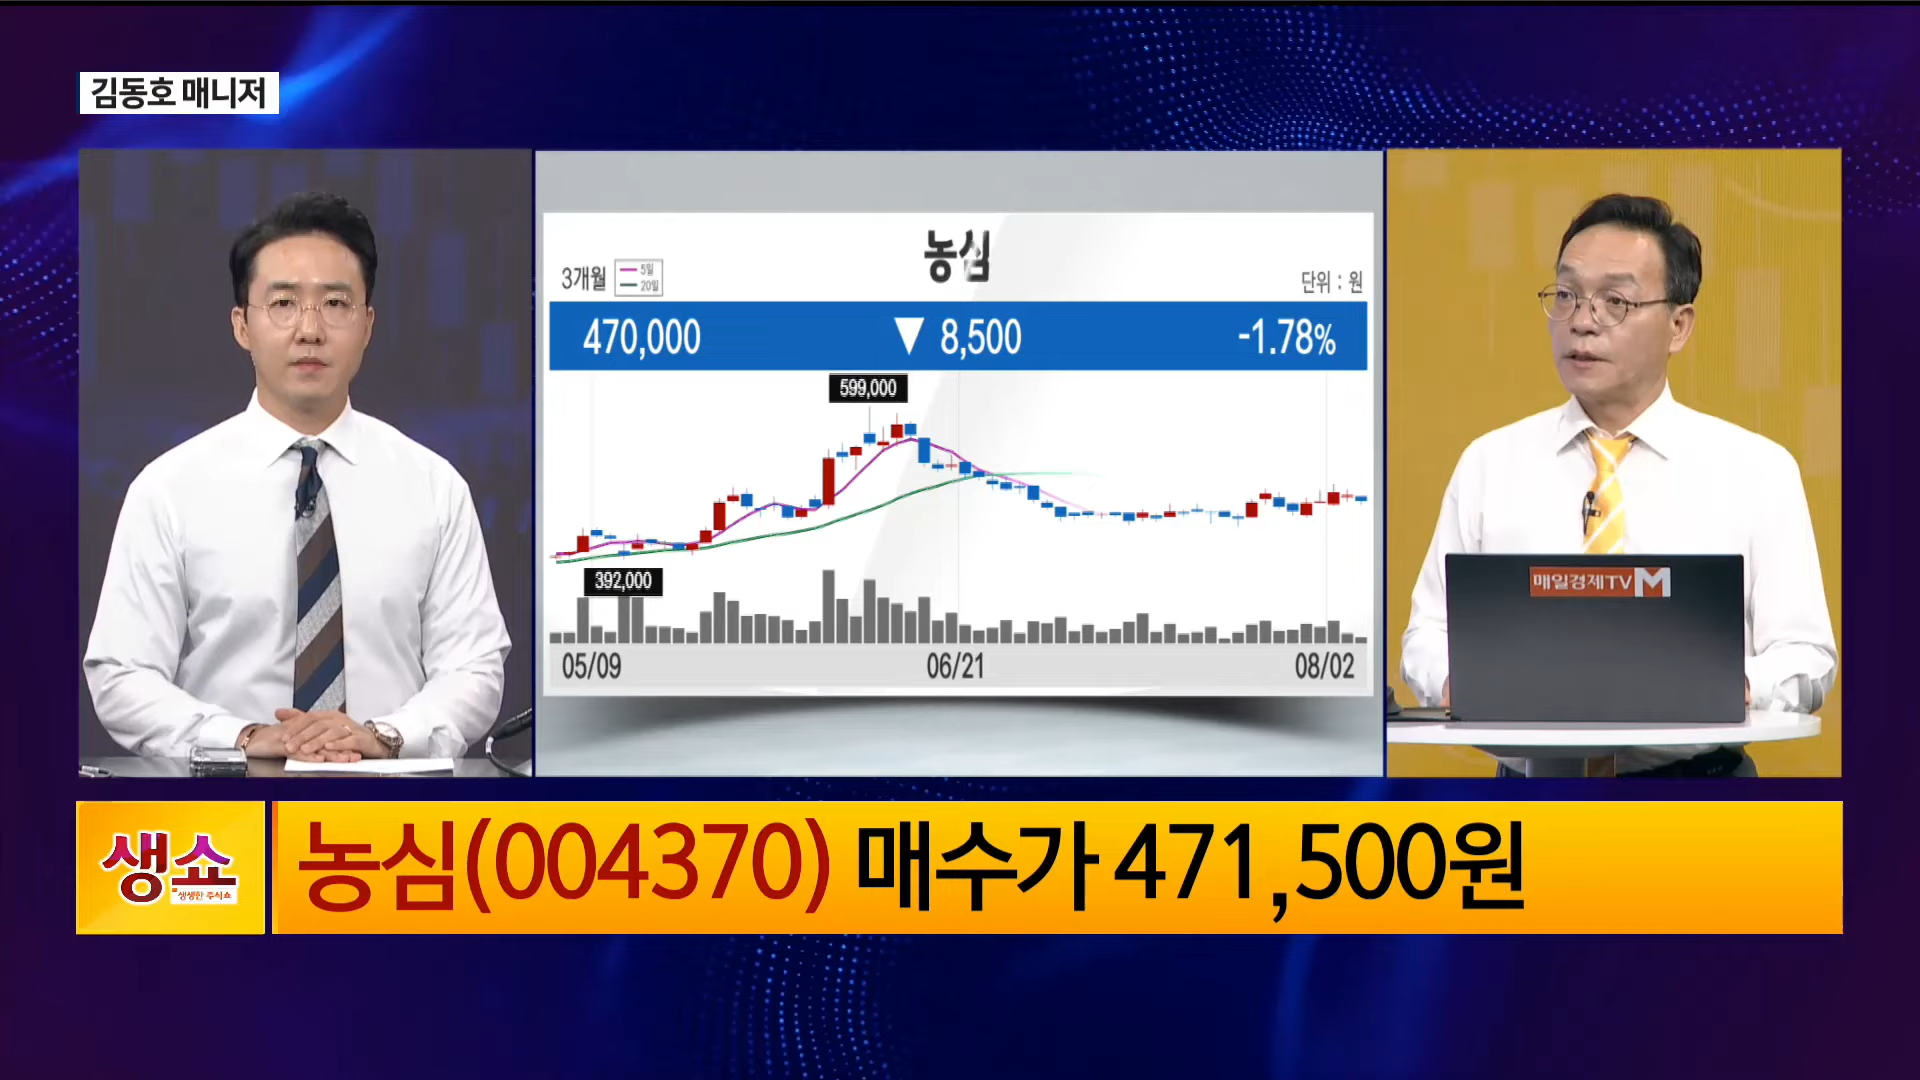 김동호 매니저
농심
3개월
5일
20일
단위 : 원
470,000 ▼ 8,500 -1.78%
599,000
392,000
05/09 06/21 08/02
매일경제TV M
생쇼
생생한 주식쇼
농심(004370) 매수가 471,500원